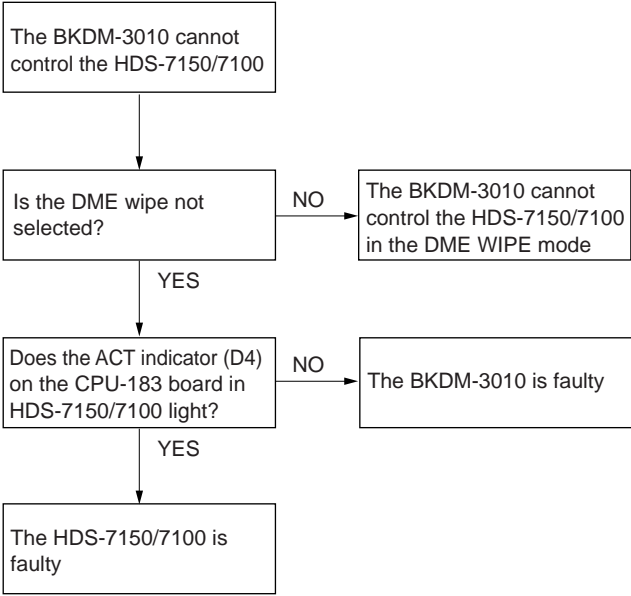 The BKDM-3010 cannot
control the HDS-7150/7100
Is the DME wipe not
selected?
NO
The BKDM-3010 cannot
control the HDS-7150/7100
in the DME WIPE mode
YES
Does the ACT indicator (D4)
on the CPU-183 board in
HDS-7150/7100 light?
NO
The BKDM-3010 is faulty
YES
The HDS-7150/7100 is
faulty